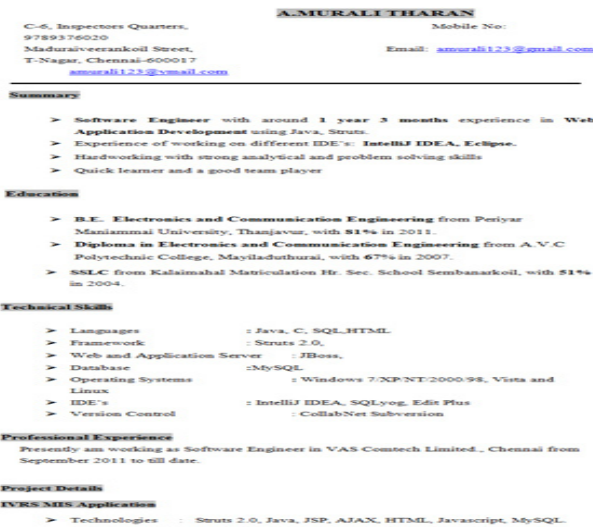 A.MURALI THARAN
C-6, Inspectors Quarters, Mobile No:
9789376020
Maduraiveerankoil Street, Email: amurali123@gmail.com
T-Nagar, Chennai-600017
amurali123@ymail.com
Summary
➢ Software Engineer with around 1 year 3 months experience in Web
Application Development using Java, Struts.
➢ Experience of working on different IDE's: IntelliJ IDEA, Eclipse.
➢ Hardworking with strong analytical and problem solving skills
➢ Quick learner and a good team player
Education
➢ B.E. Electronics and Communication Engineering from Periyar
Maniammai University, Thanjavur, with 81% in 2011.
➢ Diploma in Electronics and Communication Engineering from A.V.C
Polytechnic College, Mayiladuthurai, with 67% in 2007.
➢ SSLC from Kalaimahal Matriculation Hr. Sec. School Sembanarkoil, with 51%
in 2004.
Technical Skills
➢ Languages : Java, C, SQL,HTML
➢ Framework : Struts 2.0,
➢ Web and Application Server : JBoss,
➢ Database :MySQL
➢ Operating Systems : Windows 7/XP/NT/2000/98, Vista and
Linux
➢ IDE's : IntelliJ IDEA, SQLyog, Edit Plus
➢ Version Control : CollabNet Subversion
Professional Experience
Presently am working as Software Engineer in VAS Comtech Limited., Chennai from
September 2011 to till date.
Project Details
IVRS MIS Application
➢ Technologies : Struts 2.0, Java, JSP, AJAX, HTML, Javascript, MySQL.